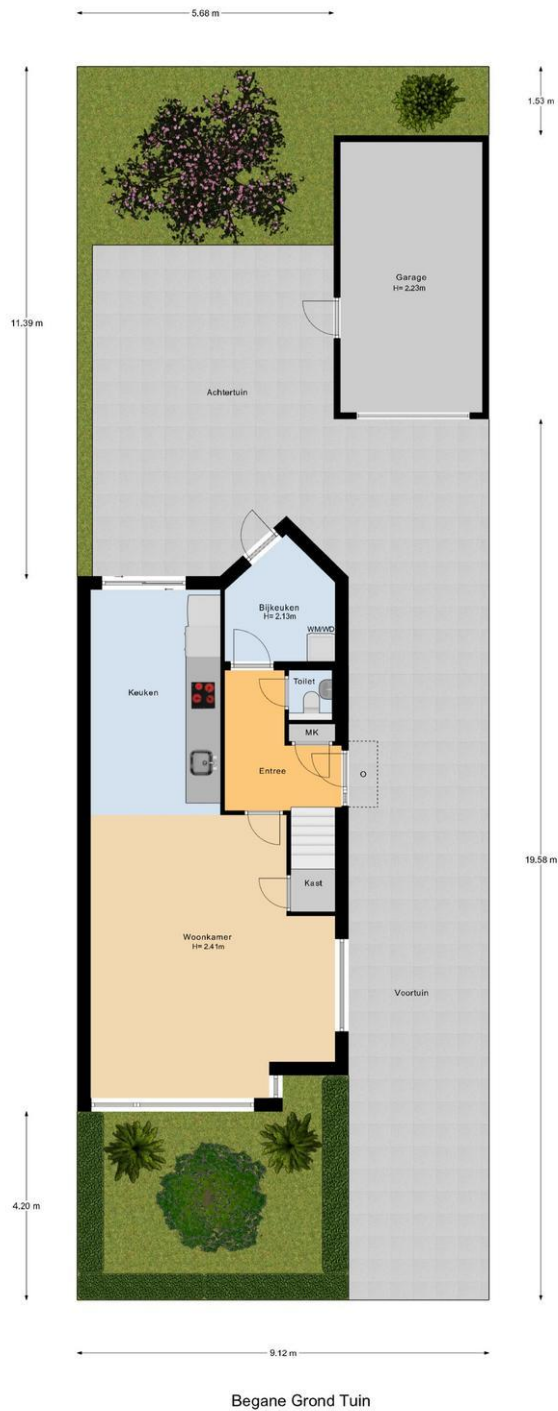 5.68 m
1.53 m
Garage
H= 2.23m
11.39 m
Achtertuin
Bijkeuken
H= 2.13m
WM/WD
Toilet
Keuken
MK
Entree
O
19.58 m
Kast
Woonkamer
H= 2.41m
Voortuin
4.20 m
9.12 m
Begane Grond Tuin